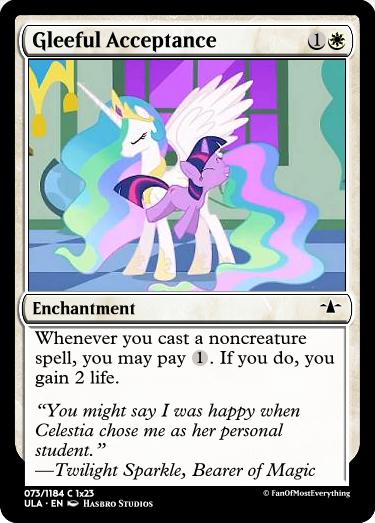 Gleeful Acceptance 1
Enchantment
Whenever you cast a noncreature
spell, you may pay 1. If you do, you
gain 2 life.
“You might say I was happy when
Celestia chose me as her personal
student.”
—Twilight Sparkle, Bearer of Magic
073/1184 C 1x23
ULA • EN HASBRO STUDIOS
© FanOfMostEverything